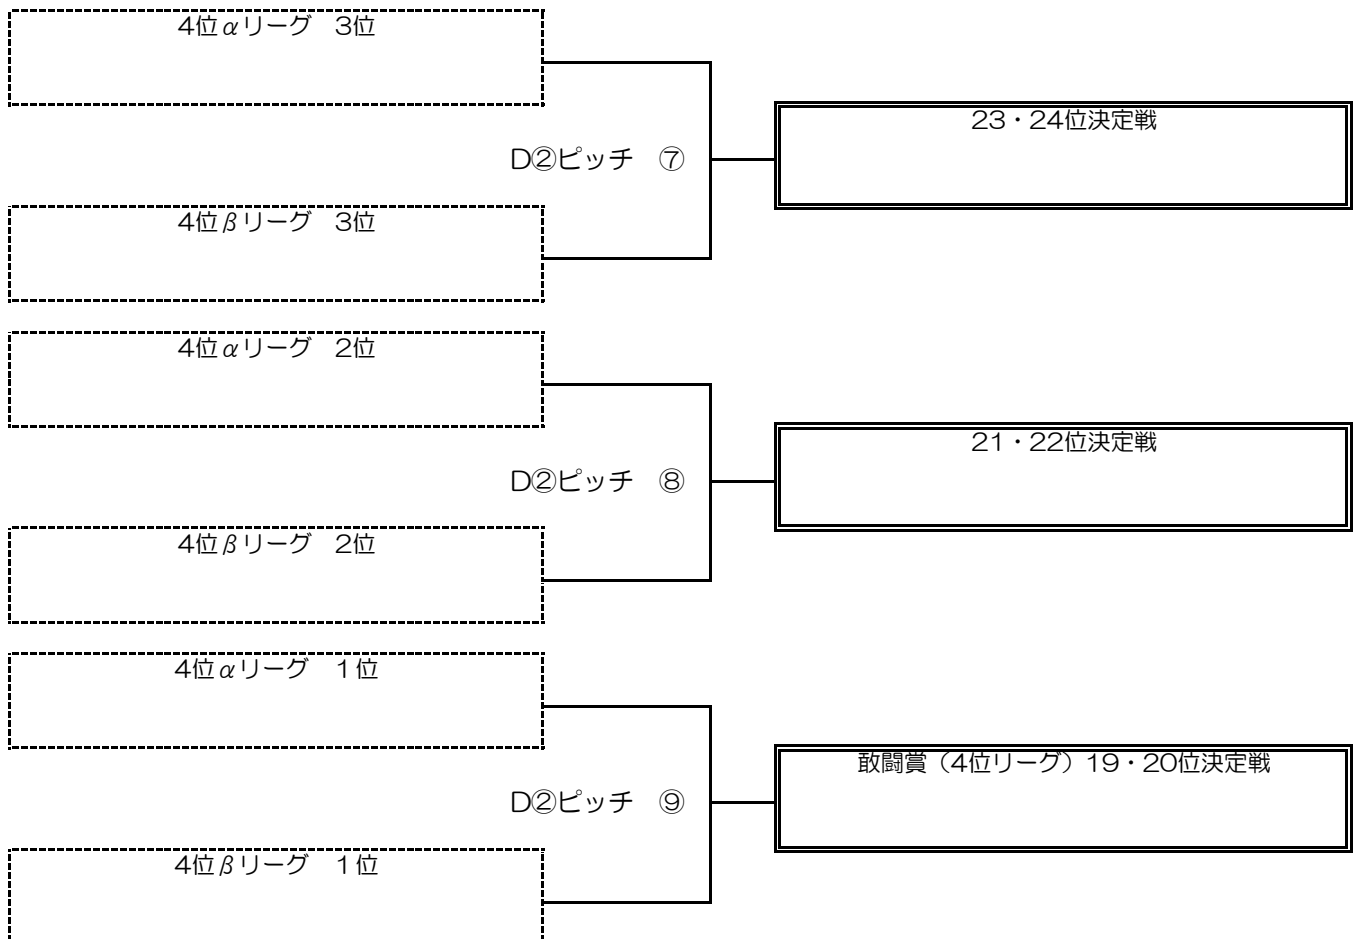 4位αリーグ　3位
23・24位決定戦
D②ピッチ　⑦
4位βリーグ　3位
4位αリーグ　2位
21・22位決定戦
D②ピッチ　⑧
4位βリーグ　2位
4位αリーグ　1位
敢闘賞（4位リーグ）19・20位決定戦
D②ピッチ　⑨
4位βリーグ　1位